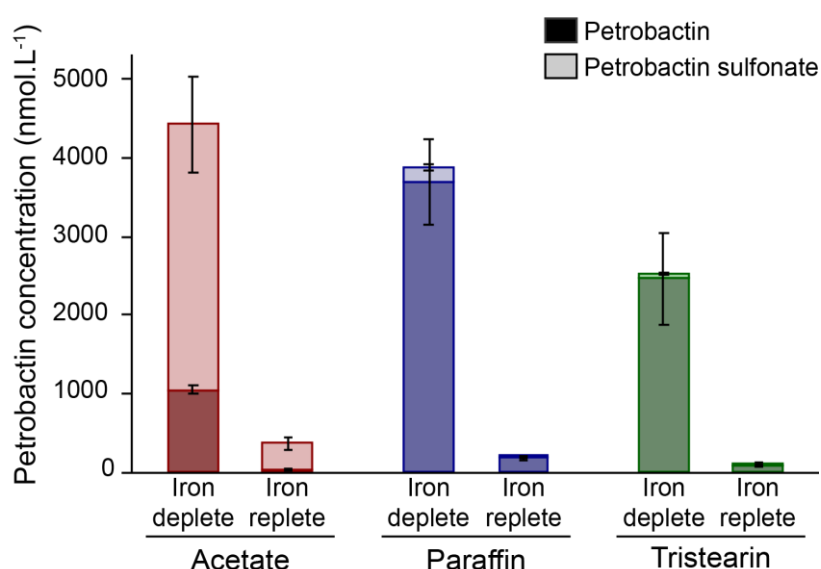 Petrobactin
Petrobactin sulfonate
Petrobactin concentration (nmol.L⁻¹)
5000
4000
3000
2000
1000
0
Iron deplete
Iron replete
Iron deplete
Iron replete
Iron deplete
Iron replete
Acetate
Paraffin
Tristearin